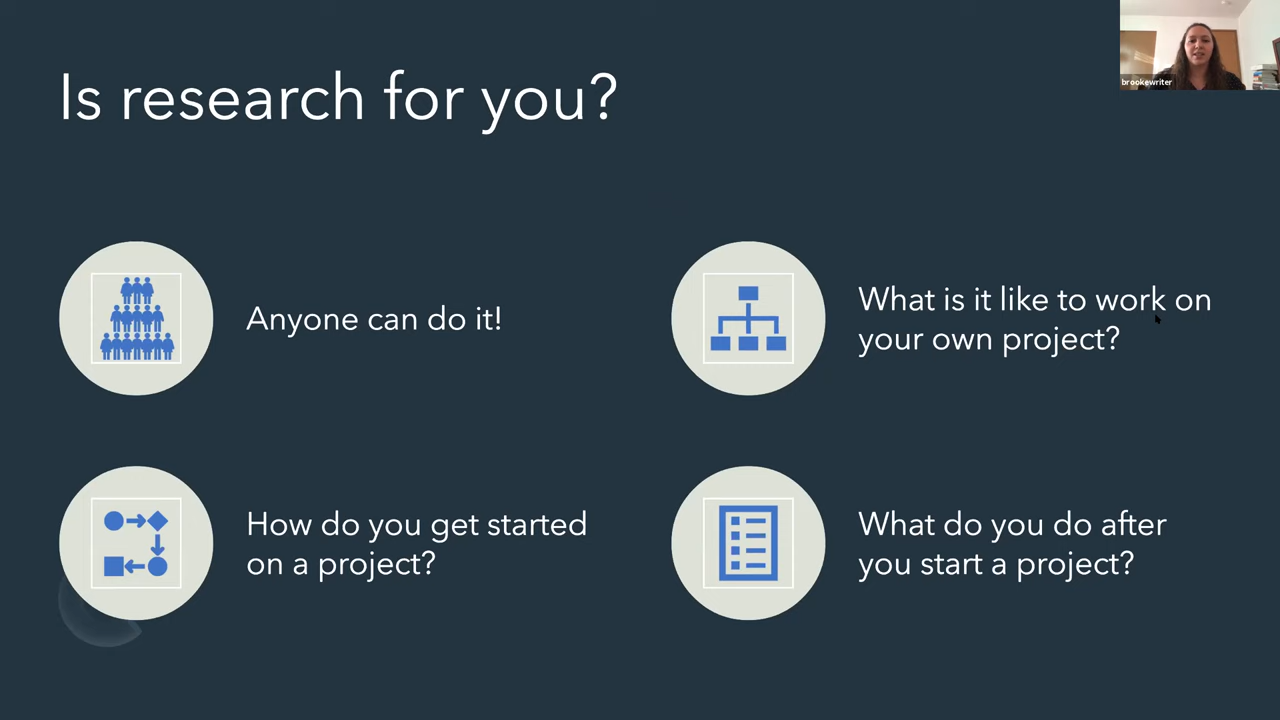 Is research for you?
brookewriter
Anyone can do it!
What is it like to work on
your own project?
How do you get started
on a project?
What do you do after
you start a project?